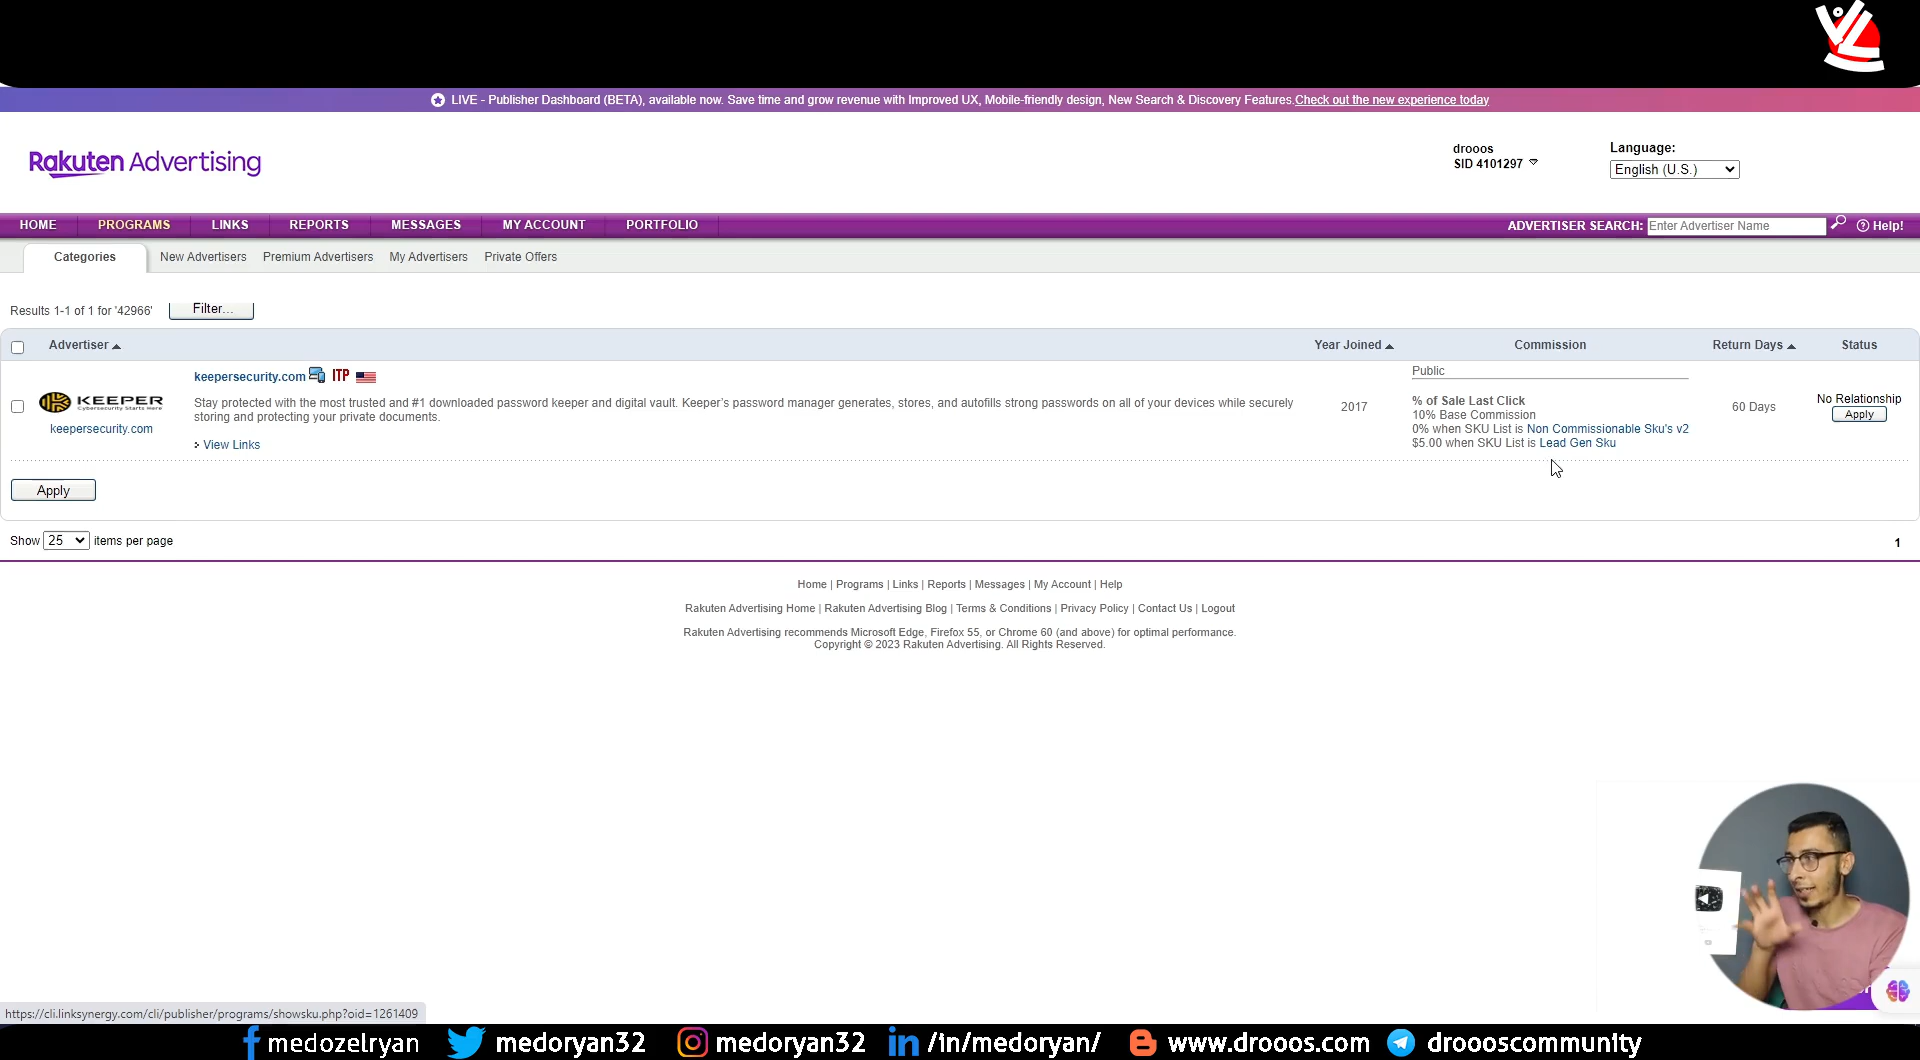 LIVE - Publisher Dashboard (BETA), available now. Save time and grow revenue with Improved UX, Mobile-friendly design, New Search & Discovery Features.Check out the new experience today
Rakuten Advertising
drooos
SID 4101297
Language:
English (U.S.)
HOME PROGRAMS LINKS REPORTS MESSAGES MY ACCOUNT PORTFOLIO ADVERTISER SEARCH: Enter Advertiser Name Help!
Categories New Advertisers Premium Advertisers My Advertisers Private Offers
Results 1-1 of 1 for '42966' Filter...
Advertiser Year Joined Commission Return Days Status
KEEPER
Cybersecurity Starts Here
keepersecurity.com
keepersecurity.com ITP
Stay protected with the most trusted and #1 downloaded password keeper and digital vault. Keeper's password manager generates, stores, and autofills strong passwords on all of your devices while securely
storing and protecting your private documents.
View Links
2017
Public
% of Sale Last Click
10% Base Commission
0% when SKU List is Non Commissionable Sku's v2
$5.00 when SKU List is Lead Gen Sku
60 Days
No Relationship
Apply
Apply
Show 25 items per page
1
Home | Programs | Links | Reports | Messages | My Account | Help
Rakuten Advertising Home | Rakuten Advertising Blog | Terms & Conditions | Privacy Policy | Contact Us | Logout
Rakuten Advertising recommends Microsoft Edge, Firefox 55, or Chrome 60 (and above) for optimal performance.
Copyright © 2023 Rakuten Advertising. All Rights Reserved.
https://cli.linksynergy.com/cli/publisher/programs/showsku.php?oid=1261409
medozelryan medoryan32 medoryan32 /in/medoryan/ www.drooos.com droooscommunity